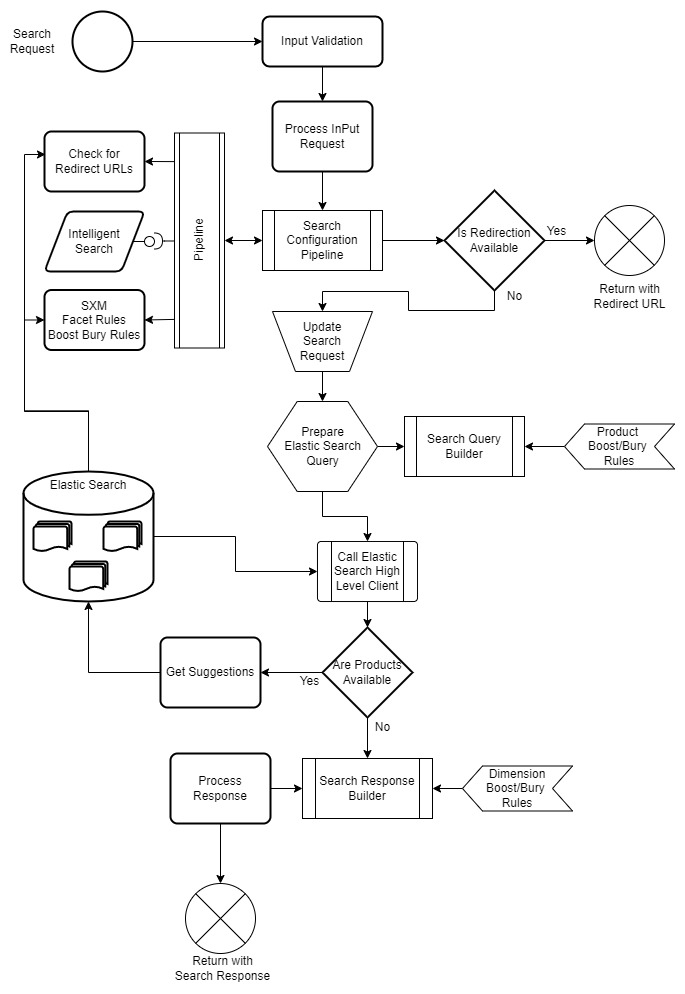 Search
Request
Input Validation
Process InPut
Request
Check for
Redirect URLs
Intelligent
Search
SXM
Facet Rules
Boost Bury Rules
Pipeline
Search
Configuration
Pipeline
Is Redirection
Available
Yes
Return with
Redirect URL
No
Update
Search
Request
Prepare
Elastic Search
Query
Search Query
Builder
Product
Boost/Bury
Rules
Elastic Search
Call Elastic
Search High
Level Client
Are Products
Available
Yes
Get Suggestions
No
Process
Response
Search Response
Builder
Dimension
Boost/Bury
Rules
Return with
Search Response